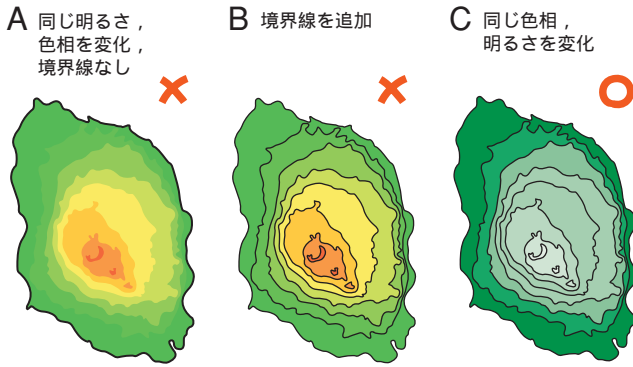 A 同じ明るさ，
色相を変化，
境界線なし
B 境界線を追加
C 同じ色相，
明るさを変化